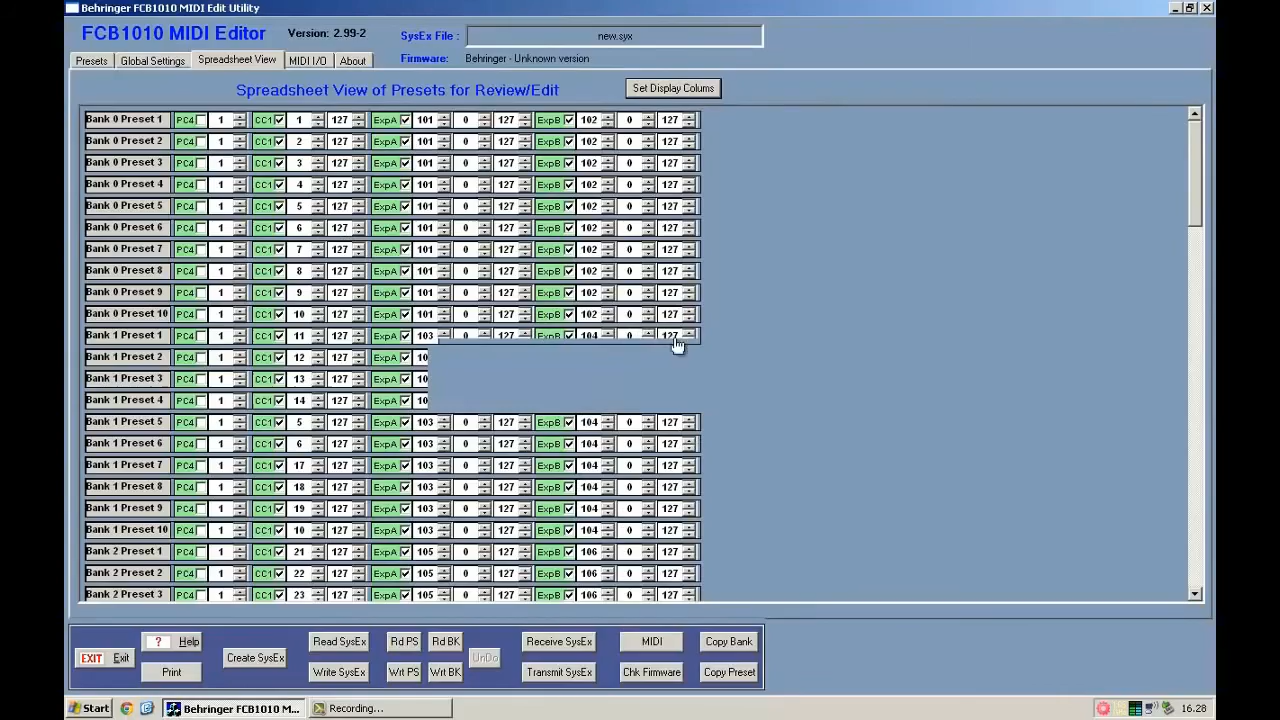 Behringer FCB1010 MIDI Edit Utility
FCB1010 MIDI Editor Version: 2.99-2 SysEx File : new.syx
Firmware: Behringer - Unknown version
Presets Global Settings Spreadsheet View MIDI I/O About
Spreadsheet View of Presets for Review/Edit Set Display Colums
Bank 0 Preset 1 PC4 1 CC1 1 127 ExpA 101 0 127 ExpB 102 0 127
Bank 0 Preset 2 PC4 1 CC1 2 127 ExpA 101 0 127 ExpB 102 0 127
Bank 0 Preset 3 PC4 1 CC1 3 127 ExpA 101 0 127 ExpB 102 0 127
Bank 0 Preset 4 PC4 1 CC1 4 127 ExpA 101 0 127 ExpB 102 0 127
Bank 0 Preset 5 PC4 1 CC1 5 127 ExpA 101 0 127 ExpB 102 0 127
Bank 0 Preset 6 PC4 1 CC1 6 127 ExpA 101 0 127 ExpB 102 0 127
Bank 0 Preset 7 PC4 1 CC1 7 127 ExpA 101 0 127 ExpB 102 0 127
Bank 0 Preset 8 PC4 1 CC1 8 127 ExpA 101 0 127 ExpB 102 0 127
Bank 0 Preset 9 PC4 1 CC1 9 127 ExpA 101 0 127 ExpB 102 0 127
Bank 0 Preset 10 PC4 1 CC1 10 127 ExpA 101 0 127 ExpB 102 0 127
Bank 1 Preset 1 PC4 1 CC1 11 127 ExpA 103 0 127 ExpB 104 0 127
Bank 1 Preset 2 PC4 1 CC1 12 127 ExpA 10
Bank 1 Preset 3 PC4 1 CC1 13 127 ExpA 10
Bank 1 Preset 4 PC4 1 CC1 14 127 ExpA 10
Bank 1 Preset 5 PC4 1 CC1 5 127 ExpA 103 0 127 ExpB 104 0 127
Bank 1 Preset 6 PC4 1 CC1 6 127 ExpA 103 0 127 ExpB 104 0 127
Bank 1 Preset 7 PC4 1 CC1 17 127 ExpA 103 0 127 ExpB 104 0 127
Bank 1 Preset 8 PC4 1 CC1 18 127 ExpA 103 0 127 ExpB 104 0 127
Bank 1 Preset 9 PC4 1 CC1 19 127 ExpA 103 0 127 ExpB 104 0 127
Bank 1 Preset 10 PC4 1 CC1 10 127 ExpA 103 0 127 ExpB 104 0 127
Bank 2 Preset 1 PC4 1 CC1 21 127 ExpA 105 0 127 ExpB 106 0 127
Bank 2 Preset 2 PC4 1 CC1 22 127 ExpA 105 0 127 ExpB 106 0 127
Bank 2 Preset 3 PC4 1 CC1 23 127 ExpA 105 0 127 ExpB 106 0 127
? Help Read SysEx Rd PS Rd BK Receive SysEx MIDI Copy Bank
EXIT Exit Create SysEx UnDo
Print Write SysEx Wrt PS Wrt BK Transmit SysEx Chk Firmware Copy Preset
Start Behringer FCB1010 M... Recording... 16.28